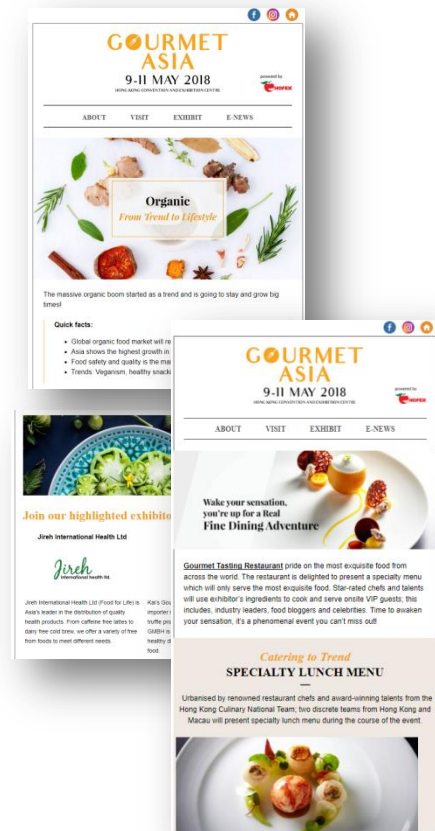 GOURMET
ASIA
9-11 MAY 2018
HONG KONG CONVENTION AND EXHIBITION CENTRE
powered by
HOFEX
ABOUT VISIT EXHIBIT E-NEWS
Organic
From Trend to Lifestyle
The massive organic boom started as a trend and is going to stay and grow big
times!
Quick facts:
Global organic food market will re
Asia shows the highest growth in
Food safety and quality is the ma
Trends: Veganism, healthy snacki
Join our highlighted exhibito
Jireh International Health Ltd
Jireh
international health ltd.
Jireh International Health Ltd (Food for Life) is
Asia's leader in the distribution of quality
health products. From caffeine free lattes to
dairy free cold brew, we offer a variety of free
from foods to meet different needs.
Kai's Gou
importer
truffle pro
GMBH is
healthy d
food.
GOURMET
ASIA
9-11 MAY 2018
HONG KONG CONVENTION AND EXHIBITION CENTRE
powered by
HOFEX
ABOUT VISIT EXHIBIT E-NEWS
Wake your sensation,
you're up for a Real
Fine Dining Adventure
Gourmet Tasting Restaurant pride on the most exquisite food from
across the world. The restaurant is delighted to present a specialty menu
which will only serve the most exquisite food. Star-rated chefs and talents
will use exhibitor's ingredients to cook and serve onsite VIP guests; this
includes, industry leaders, food bloggers and celebrities. Time to awaken
your sensation, it's a phenomenal event you can't miss out!
Catering to Trend
SPECIALTY LUNCH MENU
Urbanised by renowned restaurant chefs and award-winning talents from the
Hong Kong Culinary National Team; two discrete teams from Hong Kong and
Macau will present specialty lunch menu during the course of the event.